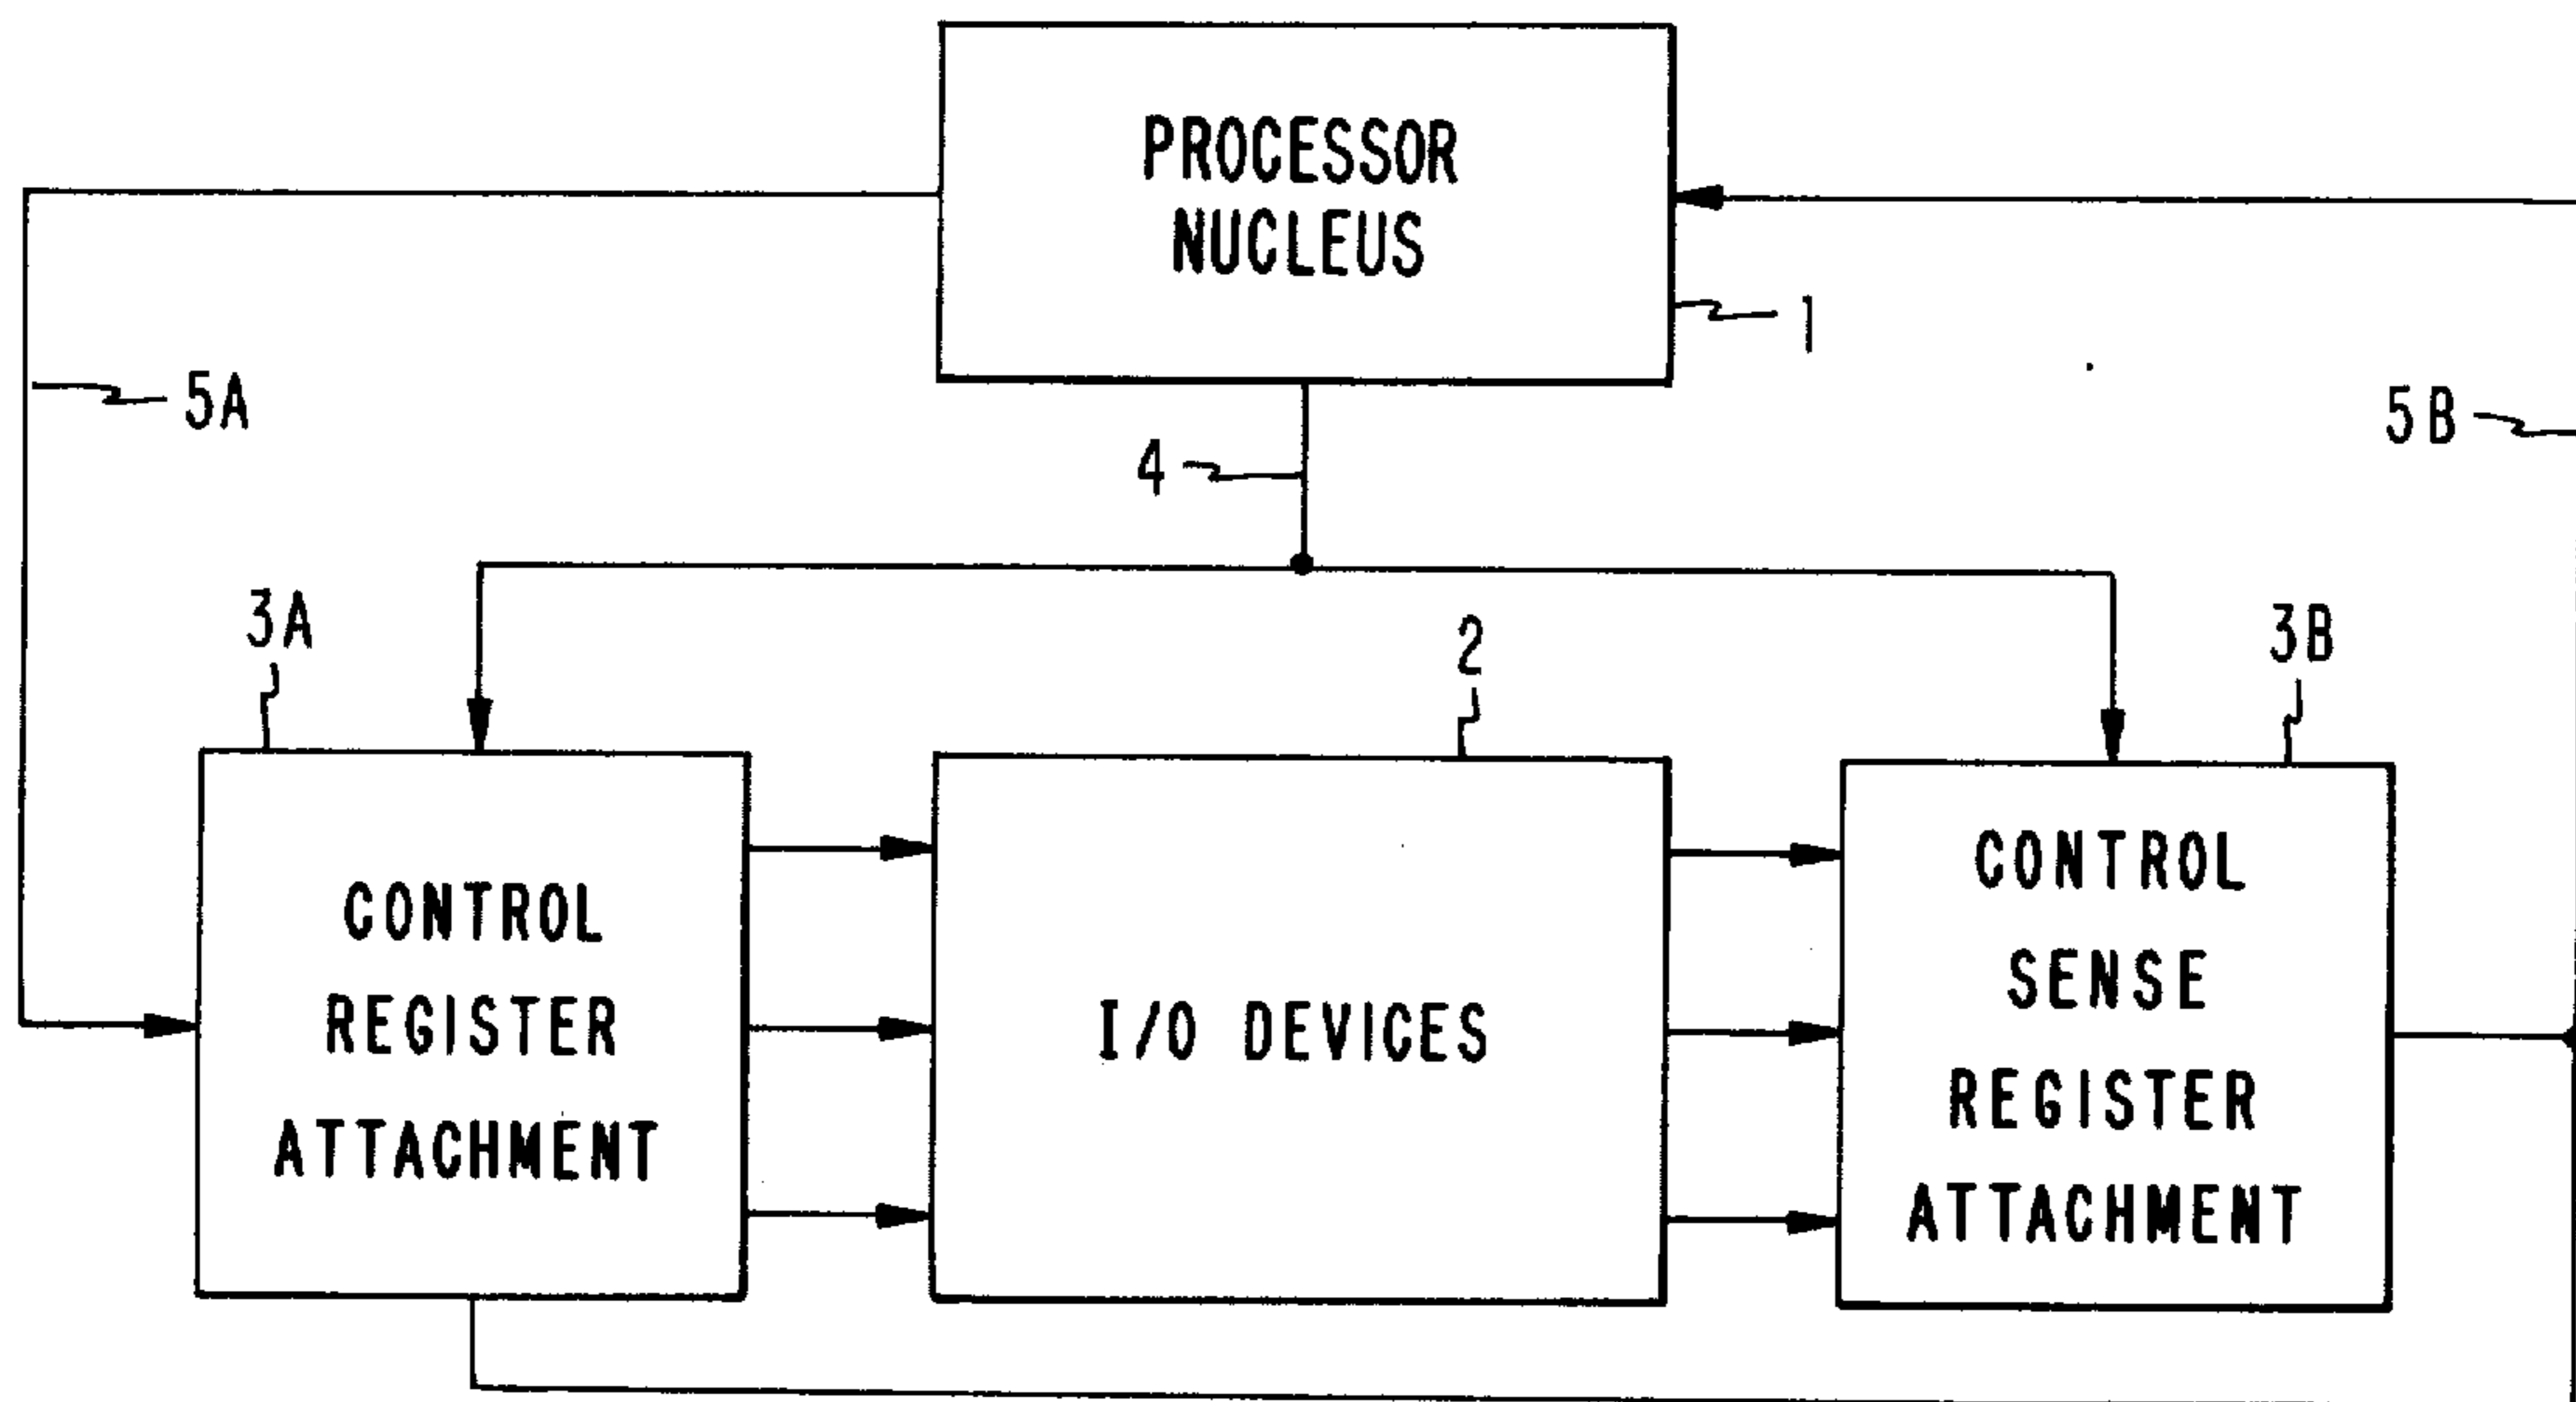 PROCESSOR
NUCLEUS
1
5A
5B
4
3A
2
3B
CONTROL
REGISTER
ATTACHMENT
I/O DEVICES
CONTROL
SENSE
REGISTER
ATTACHMENT